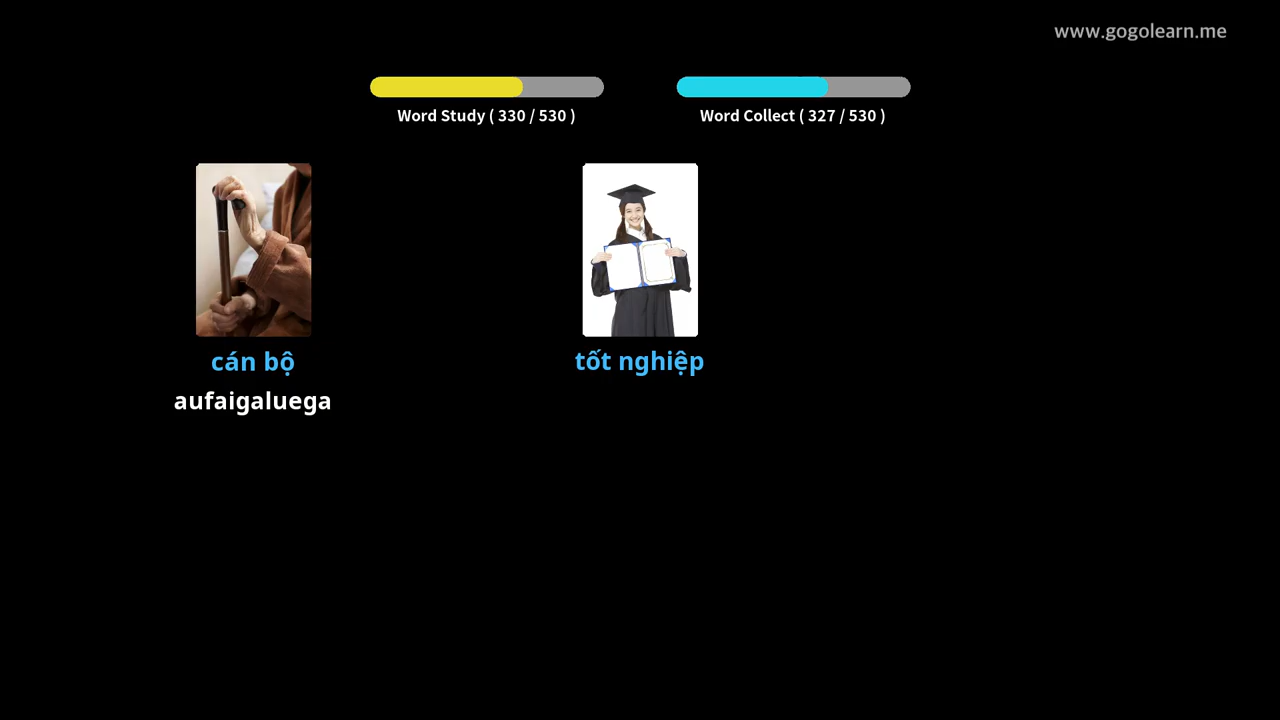 www.gogolearn.me
Word Study ( 330 / 530 )
Word Collect ( 327 / 530 )
cán bộ
aufaigaluega
tốt nghiệp